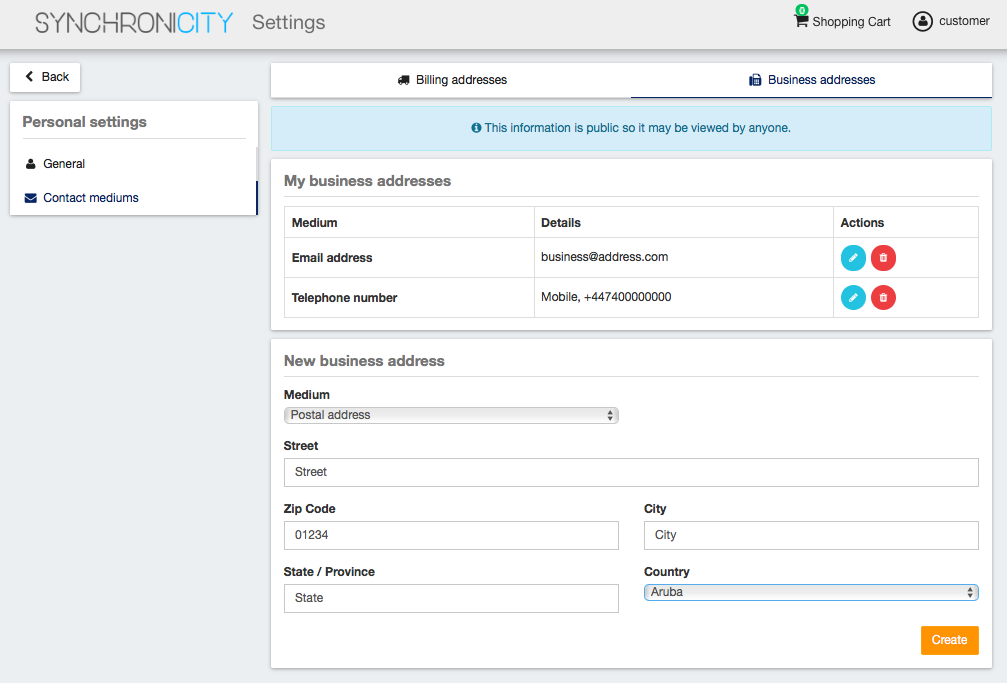 SYNCHRONICITY Settings
0
Shopping Cart
customer
Back
Personal settings
General
Contact mediums
Billing addresses
Business addresses
This information is public so it may be viewed by anyone.
My business addresses
Medium Details Actions
Email address business@address.com
Telephone number Mobile, +447400000000
New business address
Medium
Postal address
Street
Street
Zip Code City
01234 City
State / Province Country
State Aruba
Create